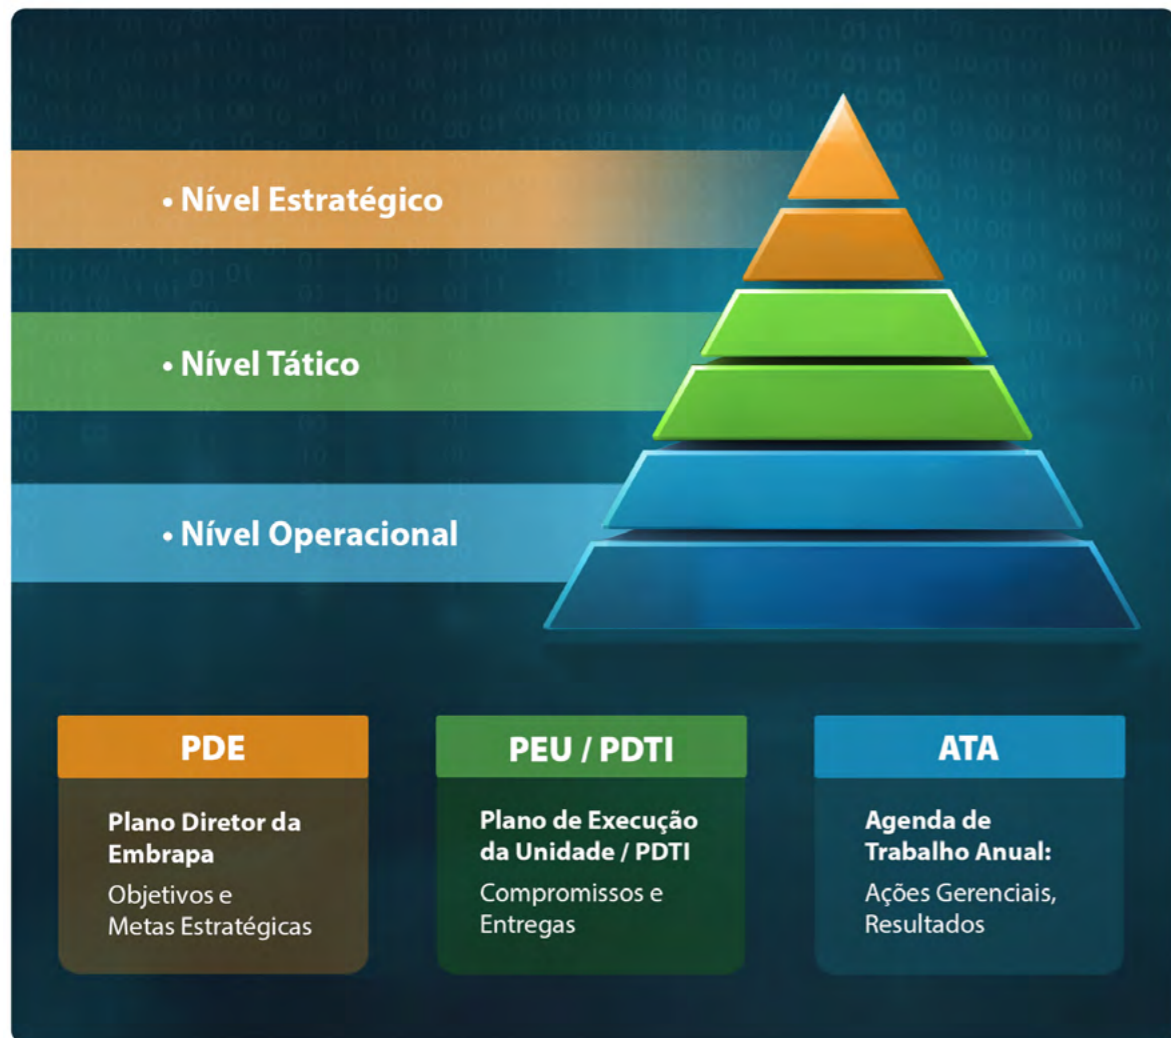 • Nível Estratégico
• Nível Tático
• Nível Operacional
PDE
Plano Diretor da
Embrapa
Objetivos e
Metas Estratégicas
PEU / PDTI
Plano de Execução
da Unidade / PDTI
Compromissos e
Entregas
ATA
Agenda de
Trabalho Anual:
Ações Gerenciais,
Resultados